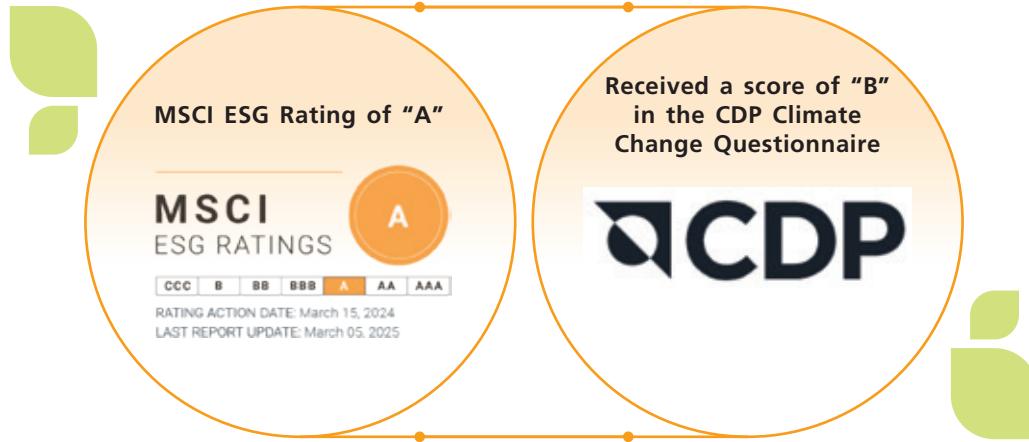 MSCI ESG Rating of “A”
MSCI
ESG RATINGS
A
CCC B BB BBB A AA AAA
RATING ACTION DATE: March 15, 2024
LAST REPORT UPDATE: March 05, 2025
Received a score of “B”
in the CDP Climate
Change Questionnaire
CDP